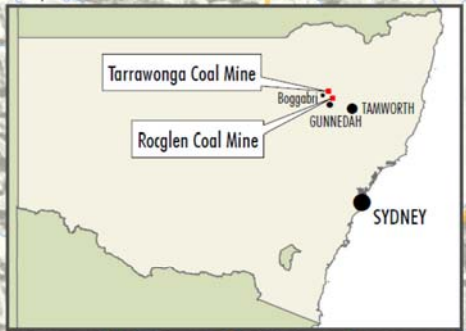 Tarrawonga Coal Mine
Boggabri
TAMWORTH
GUNNEDAH
Rocglen Coal Mine
SYDNEY